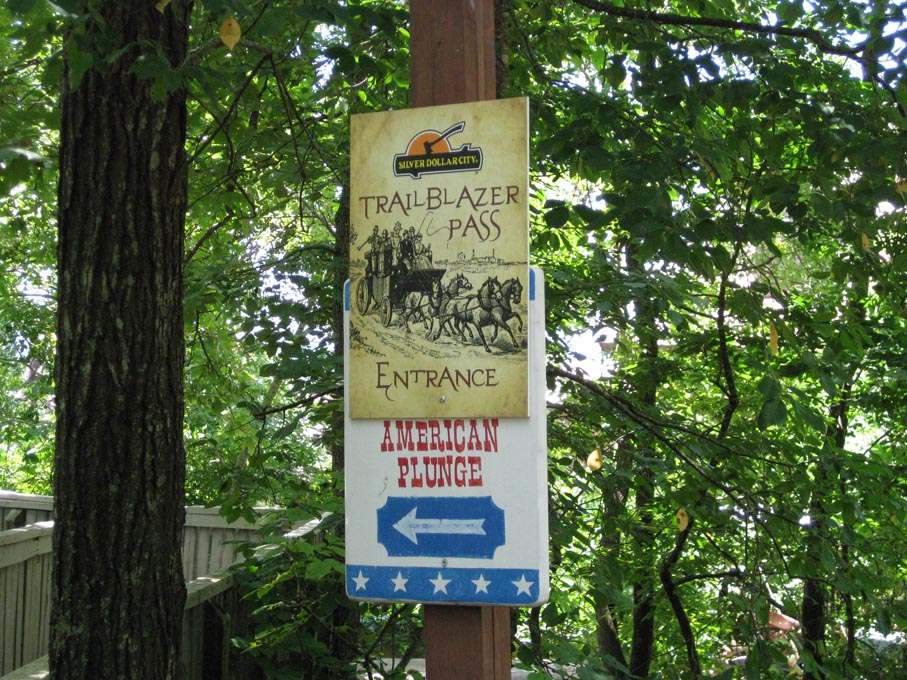 SILVER DOLLAR CITY.
TRAILBLAZER
PASS
ENTRANCE
AMERICAN
PLUNGE